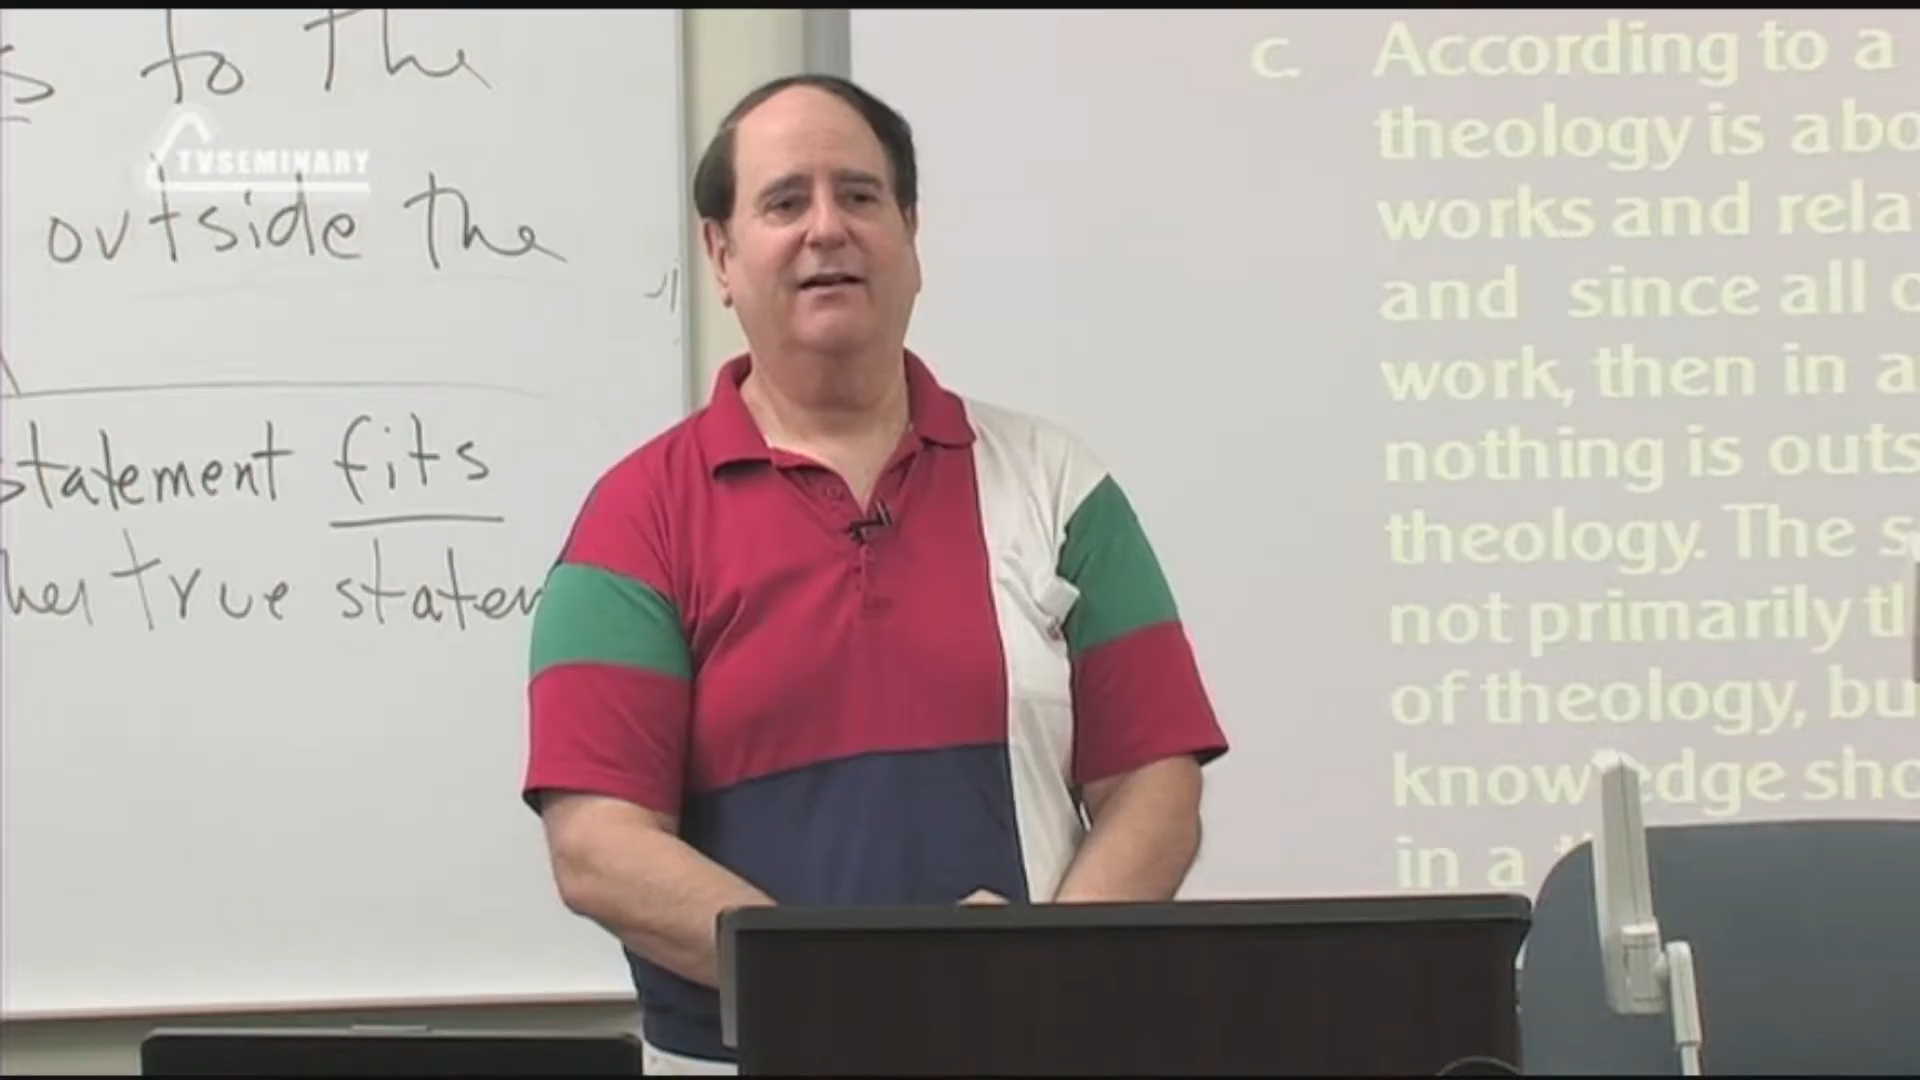 s to the
TVSEMINARY
outside the
statement fits
her true statem
c. According to a
theology is abo
works and rela
and since all o
work, then in a
nothing is outs
theology. The s
not primarily th
of theology, bu
knowledge sho
in a